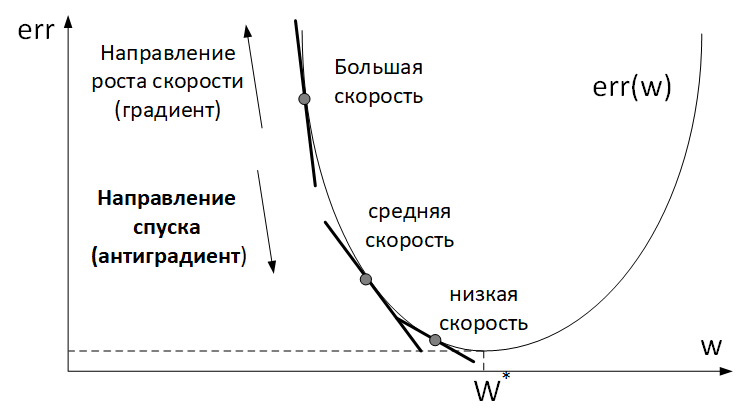 err
Направление
роста скорости
(градиент)
Большая
скорость
err(w)
Направление
спуска
(антиградиент)
средняя
скорость
низкая
скорость
w
W*